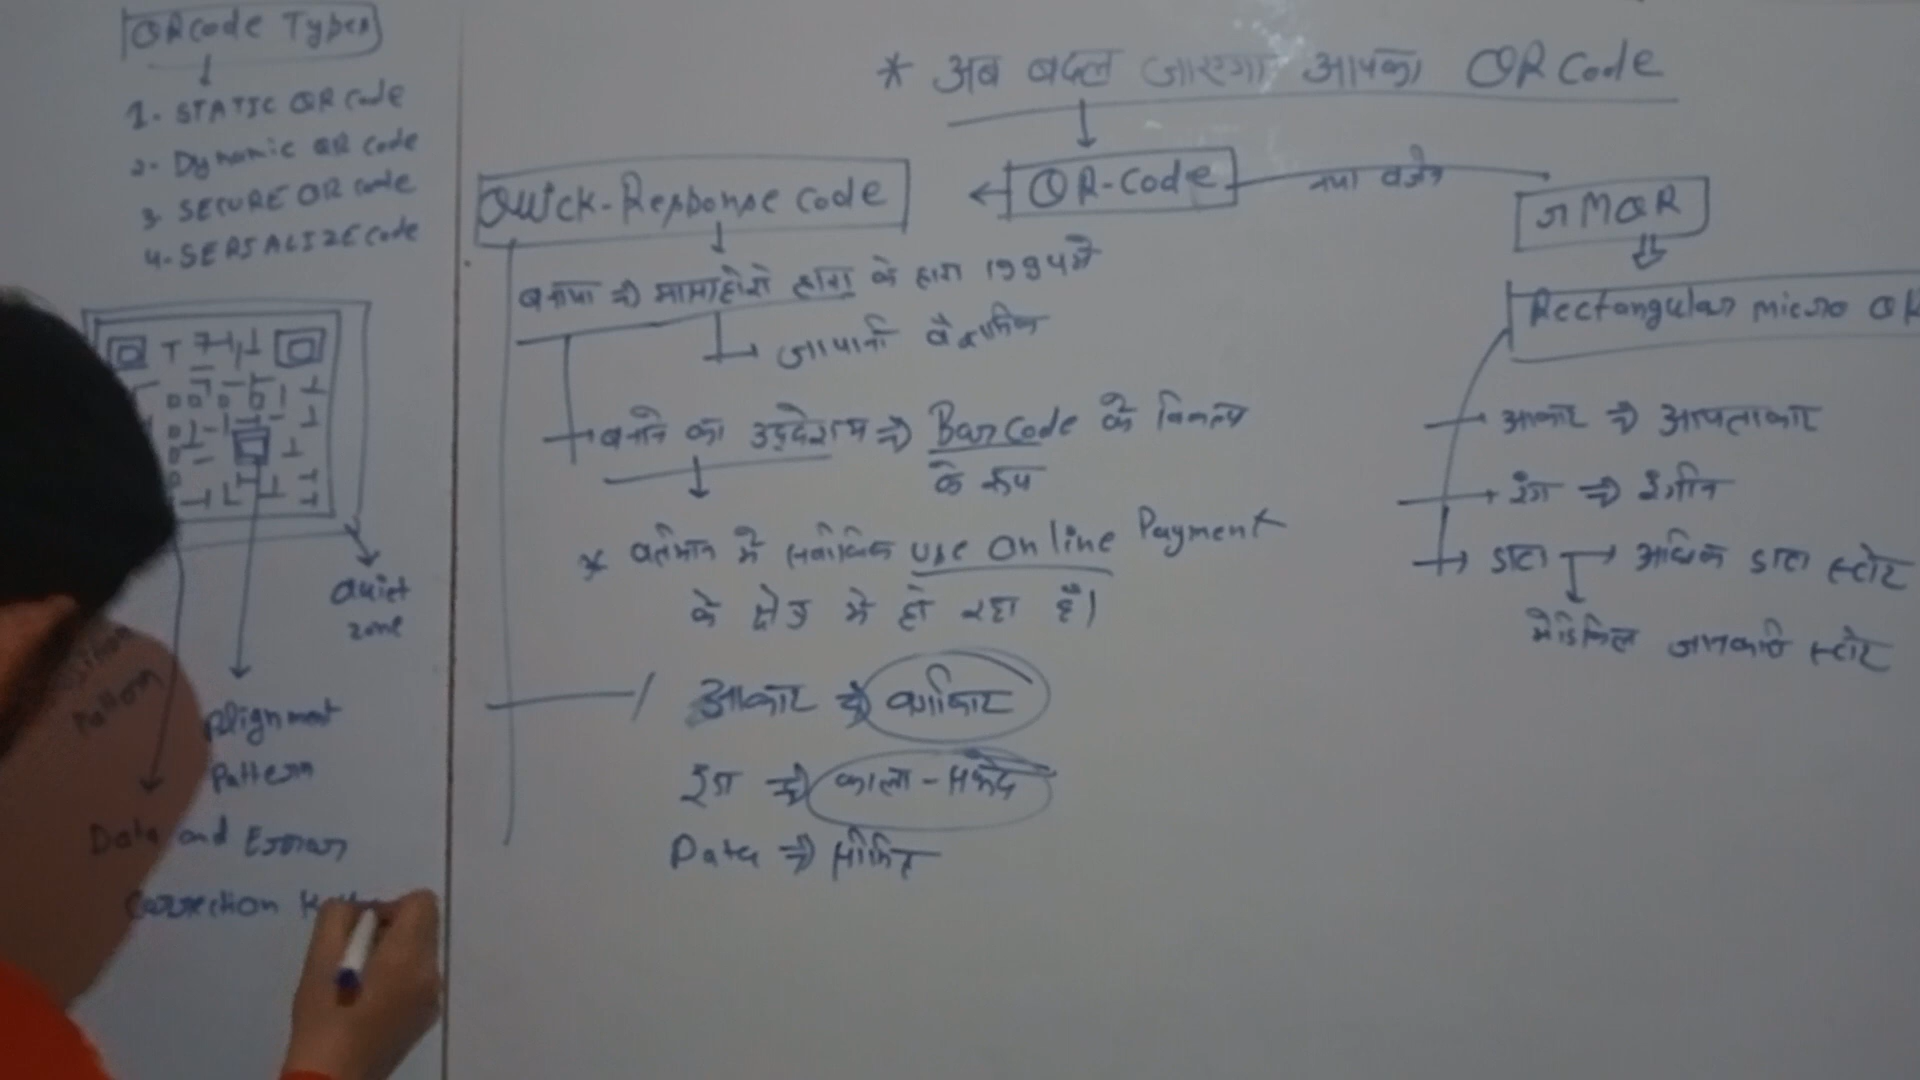 QRcode Types
1. STATIC QR code
2. Dynamic QR code
3 SECURE QR code
4. SERIALIZE code
Quiet
zone
Pattern
Alignment
Pattern
Data and Error
Correction
* अब बदल जाएगा आपका QR Code
Quick-Response code
QR-Code
नया वर्जन
rMQR
Rectangular micro QR
बनाया ⇒ मासाहीरो हारा के द्वारा 1994 में
जापानी वैज्ञानिक
बनाने का उद्देश्य ⇒ Bar Code के विकल्प
के रूप
* वर्तमान में सर्वाधिक use Online Payment
के क्षेत्र में हो रहा है।
आकार ⇒ वर्गाकार
रंग ⇒ काला - सफेद
Data ⇒ सीमित
आकार ⇒ आयताकार
रंग ⇒ रंगीन
डाटा → अधिक डाटा स्टोर
मेडिकल जानकारी स्टोर